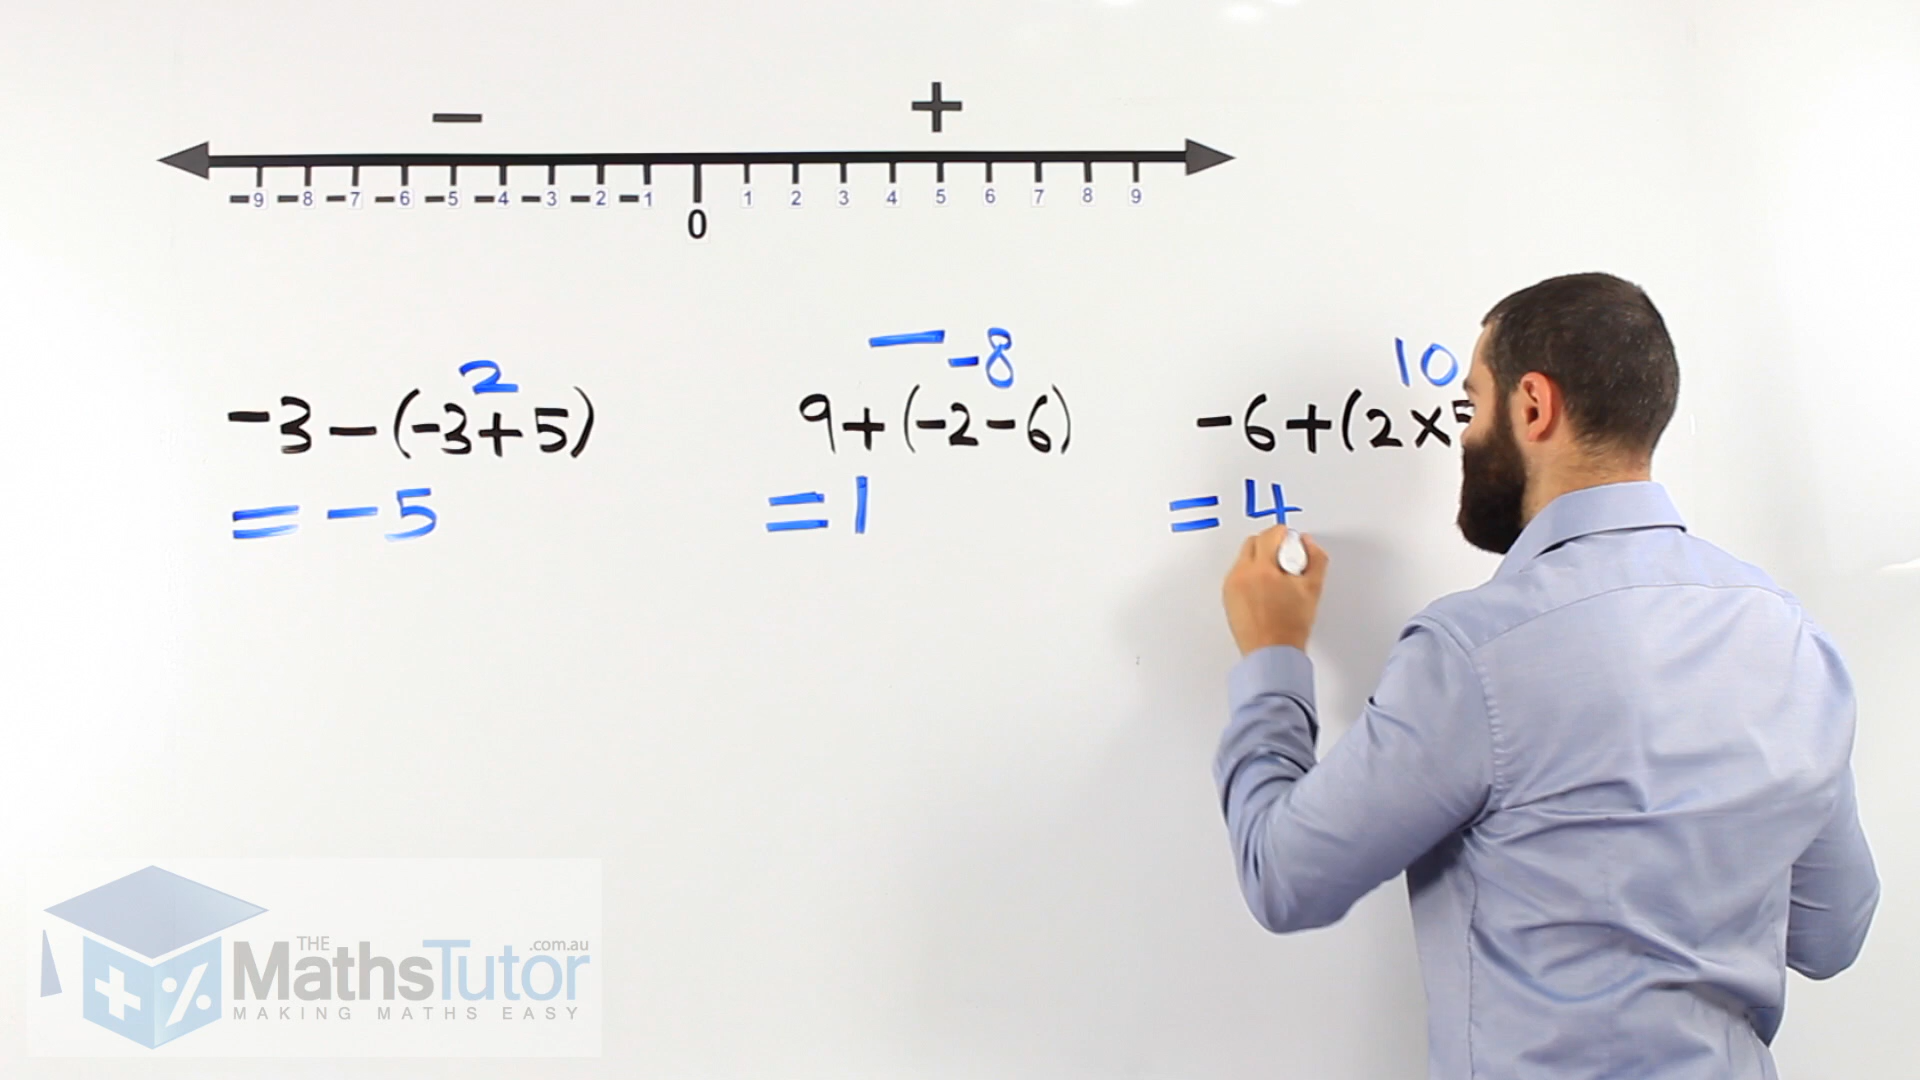 − +
-9 -8 -7 -6 -5 -4 -3 -2 -1 0 1 2 3 4 5 6 7 8 9
2
-3-(-3+5)
= -5
— -8
9+(-2-6)
= 1
10
-6+(2×5
= 4
THE
MathsTutor.com.au
MAKING MATHS EASY